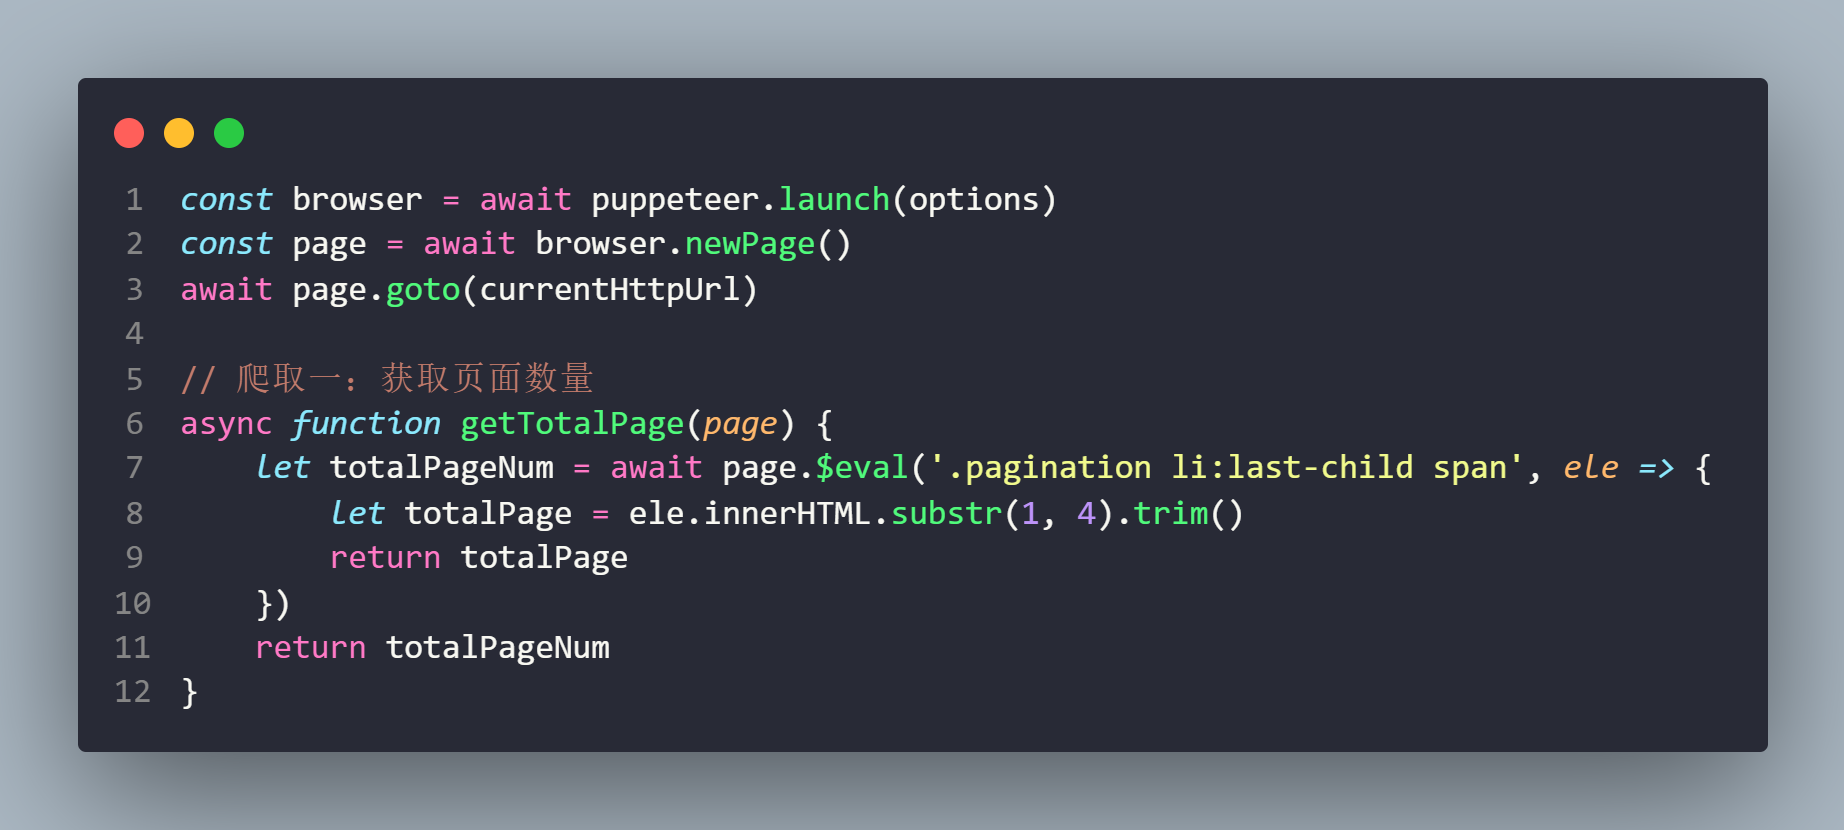 1 const browser = await puppeteer.launch(options)
2 const page = await browser.newPage()
3 await page.goto(currentHttpUrl)
4
5 // 爬取一：获取页面数量
6 async function getTotalPage(page) {
7     let totalPageNum = await page.$eval('.pagination li:last-child span', ele => {
8         let totalPage = ele.innerHTML.substr(1, 4).trim()
9         return totalPage
10     })
11     return totalPageNum
12 }